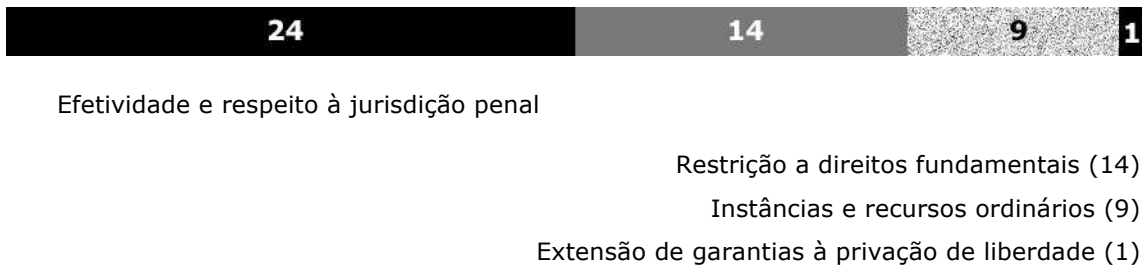 24 14 9 1
Efetividade e respeito à jurisdição penal
Restrição a direitos fundamentais (14)
Instâncias e recursos ordinários (9)
Extensão de garantias à privação de liberdade (1)